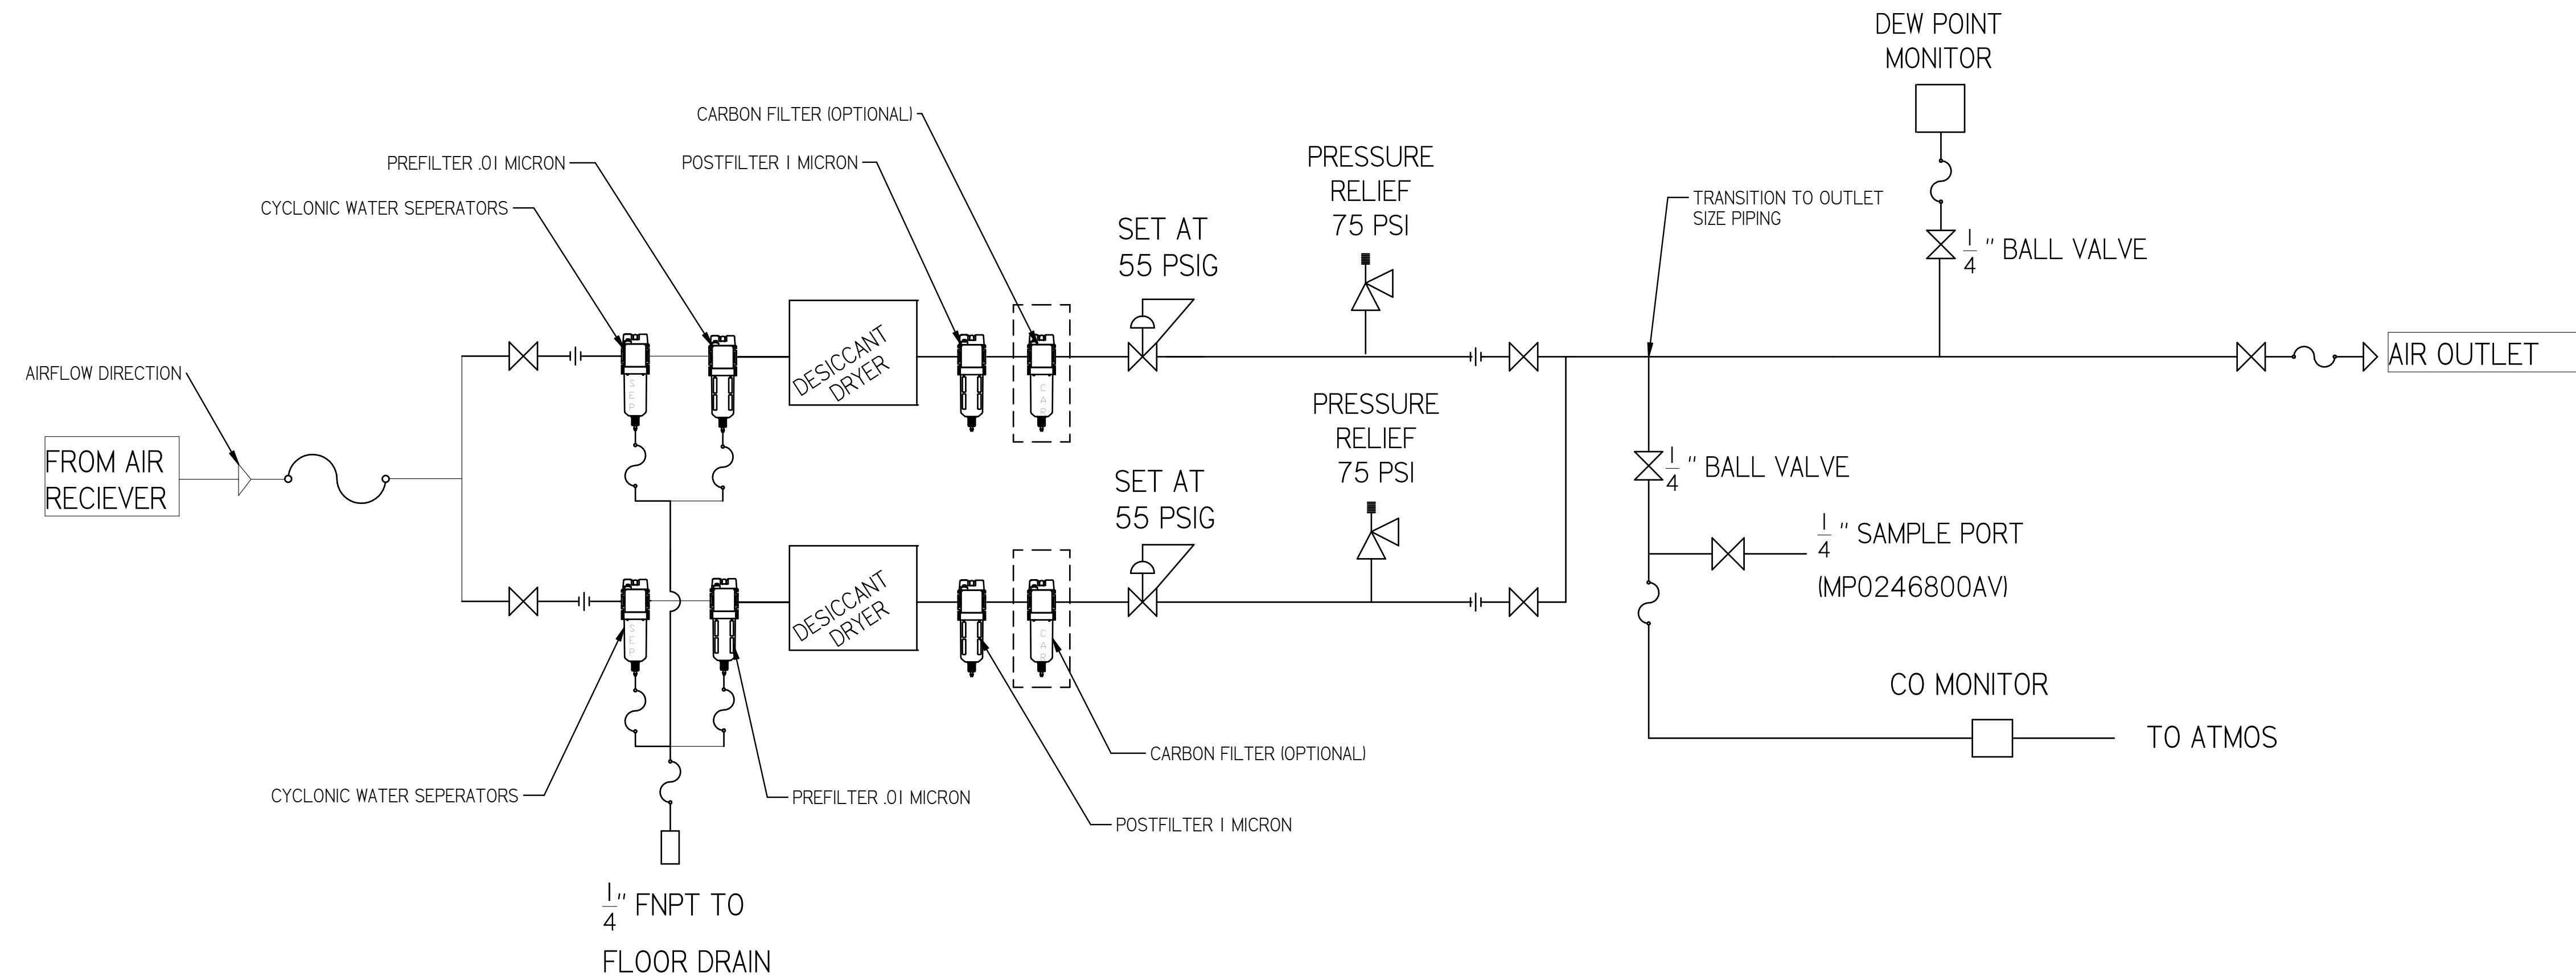 DEW POINT
MONITOR
CARBON FILTER (OPTIONAL)
PREFILTER .01 MICRON
POSTFILTER 1 MICRON
CYCLONIC WATER SEPERATORS
PRESSURE
RELIEF
75 PSI
SET AT
55 PSIG
TRANSITION TO OUTLET
SIZE PIPING
1/4 " BALL VALVE
AIR OUTLET
DESICCANT
DRYER
SEP
CAR
AIRFLOW DIRECTION
FROM AIR
RECIEVER
PRESSURE
RELIEF
75 PSI
SET AT
55 PSIG
1/4 " BALL VALVE
1/4 " SAMPLE PORT
(MP0246800AV)
DESICCANT
DRYER
SEP
CAR
CO MONITOR
TO ATMOS
CARBON FILTER (OPTIONAL)
CYCLONIC WATER SEPERATORS
PREFILTER .01 MICRON
POSTFILTER 1 MICRON
1/4" FNPT TO
FLOOR DRAIN